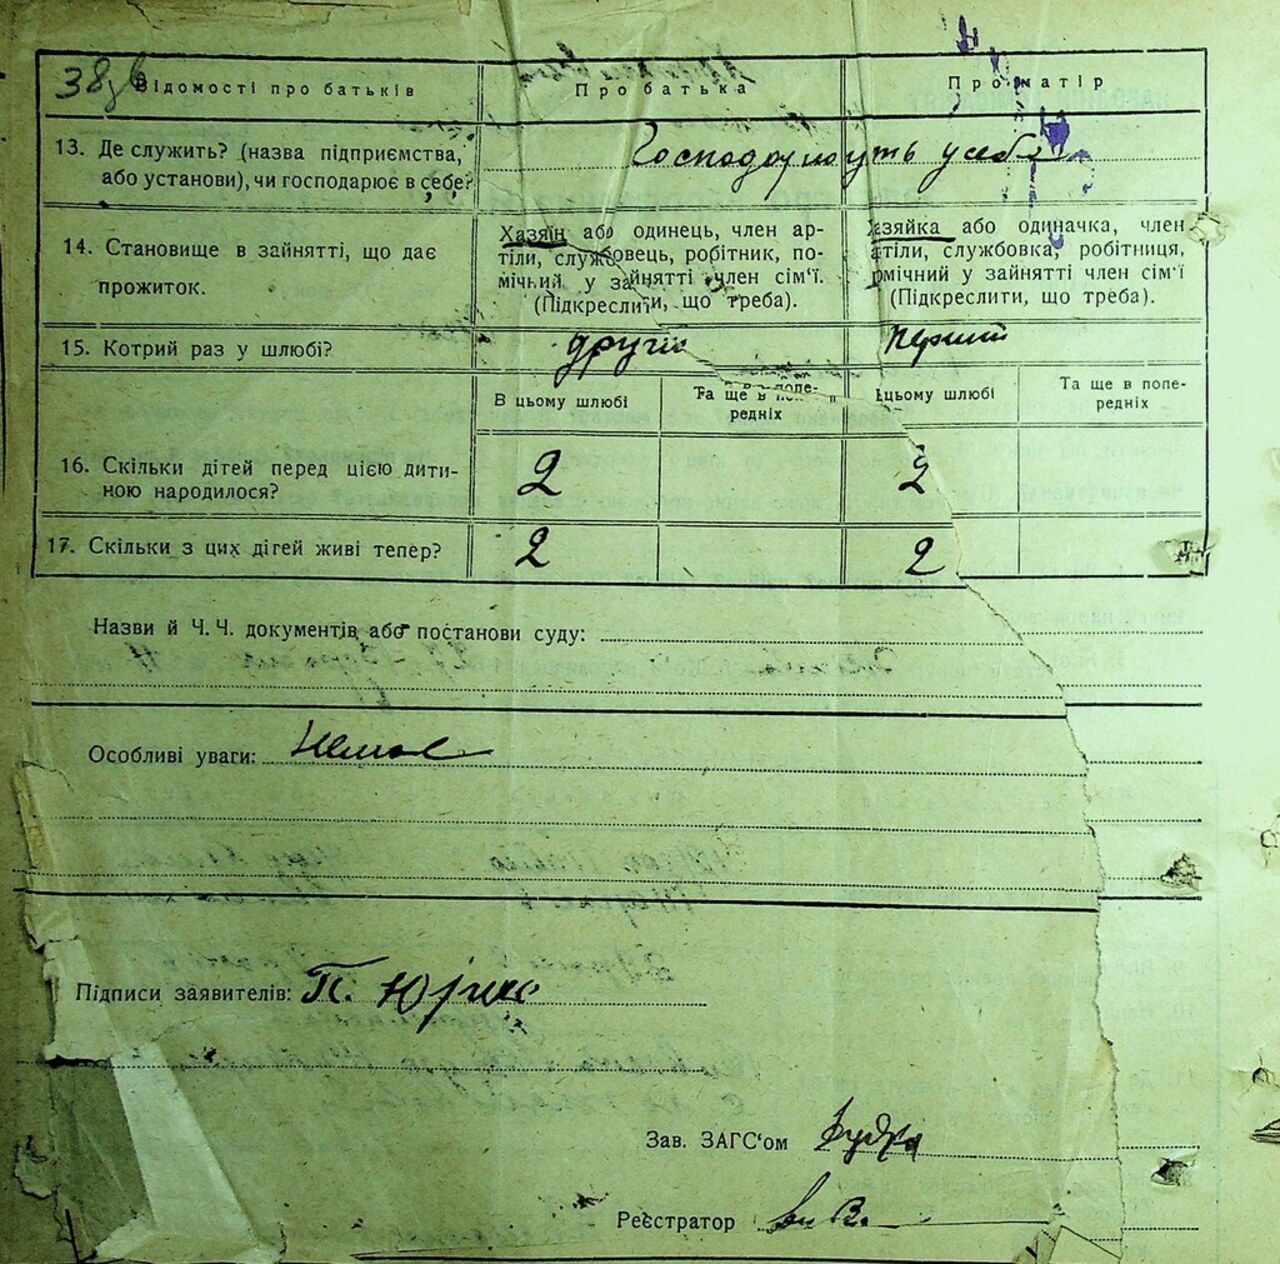 38
Відомості про батьків
Про батька
Про матір
13. Де служить? (назва підприємства,
або установи), чи господарює в себе?
Господарюють у себе
14. Становище в зайнятті, що дає
прожиток.
Хазяїн або одинець, член ар-
тіли, службовець, робітник, по-
мічний у зайнятті член сім'ї.
(Підкреслити, що треба).
Хазяйка або одиначка, член
артіли, службовка, робітниця,
помічний у зайнятті член сім'ї
(Підкреслити, що треба).
15. Котрий раз у шлюбі?
другий
перший
В цьому шлюбі
Та ще в попе-
редніх
В цьому шлюбі
Та ще в попе-
редніх
16. Скільки дітей перед цією дити-
ною народилося?
2
2
17. Скільки з цих дітей живі тепер?
2
2
Назви й Ч. Ч. документів або постанови суду:
Особливі уваги: Немає
Підписи заявителів: П.
Зав. ЗАГС'ом
Реєстратор